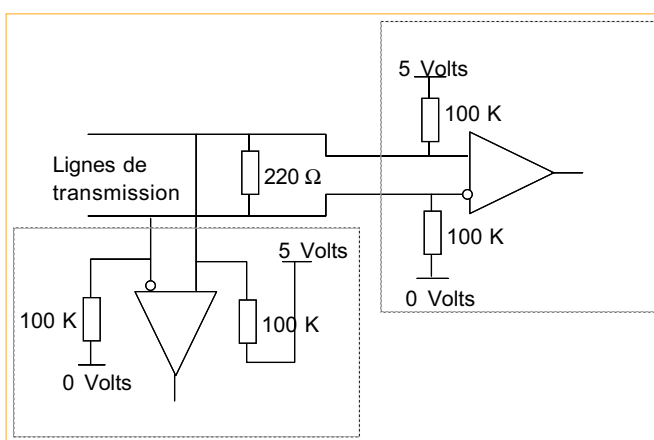 5 Volts
100 K
Lignes de
transmission
220 Ω
100 K
0 Volts
5 Volts
100 K
100 K
0 Volts